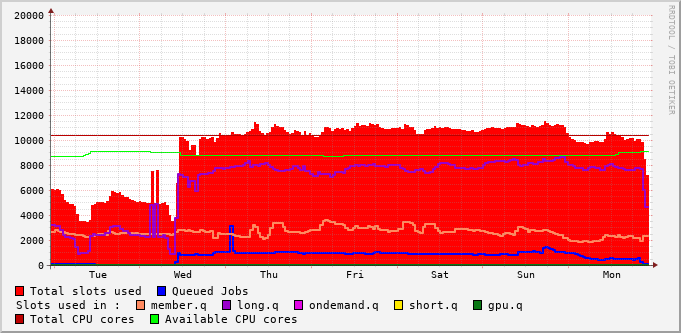 RRDTOOL / TOBI OETIKER
20000
18000
16000
14000
12000
10000
8000
6000
4000
2000
0
Tue Wed Thu Fri Sat Sun Mon
Total slots used Queued Jobs
Slots used in : member.q long.q ondemand.q short.q gpu.q
Total CPU cores Available CPU cores